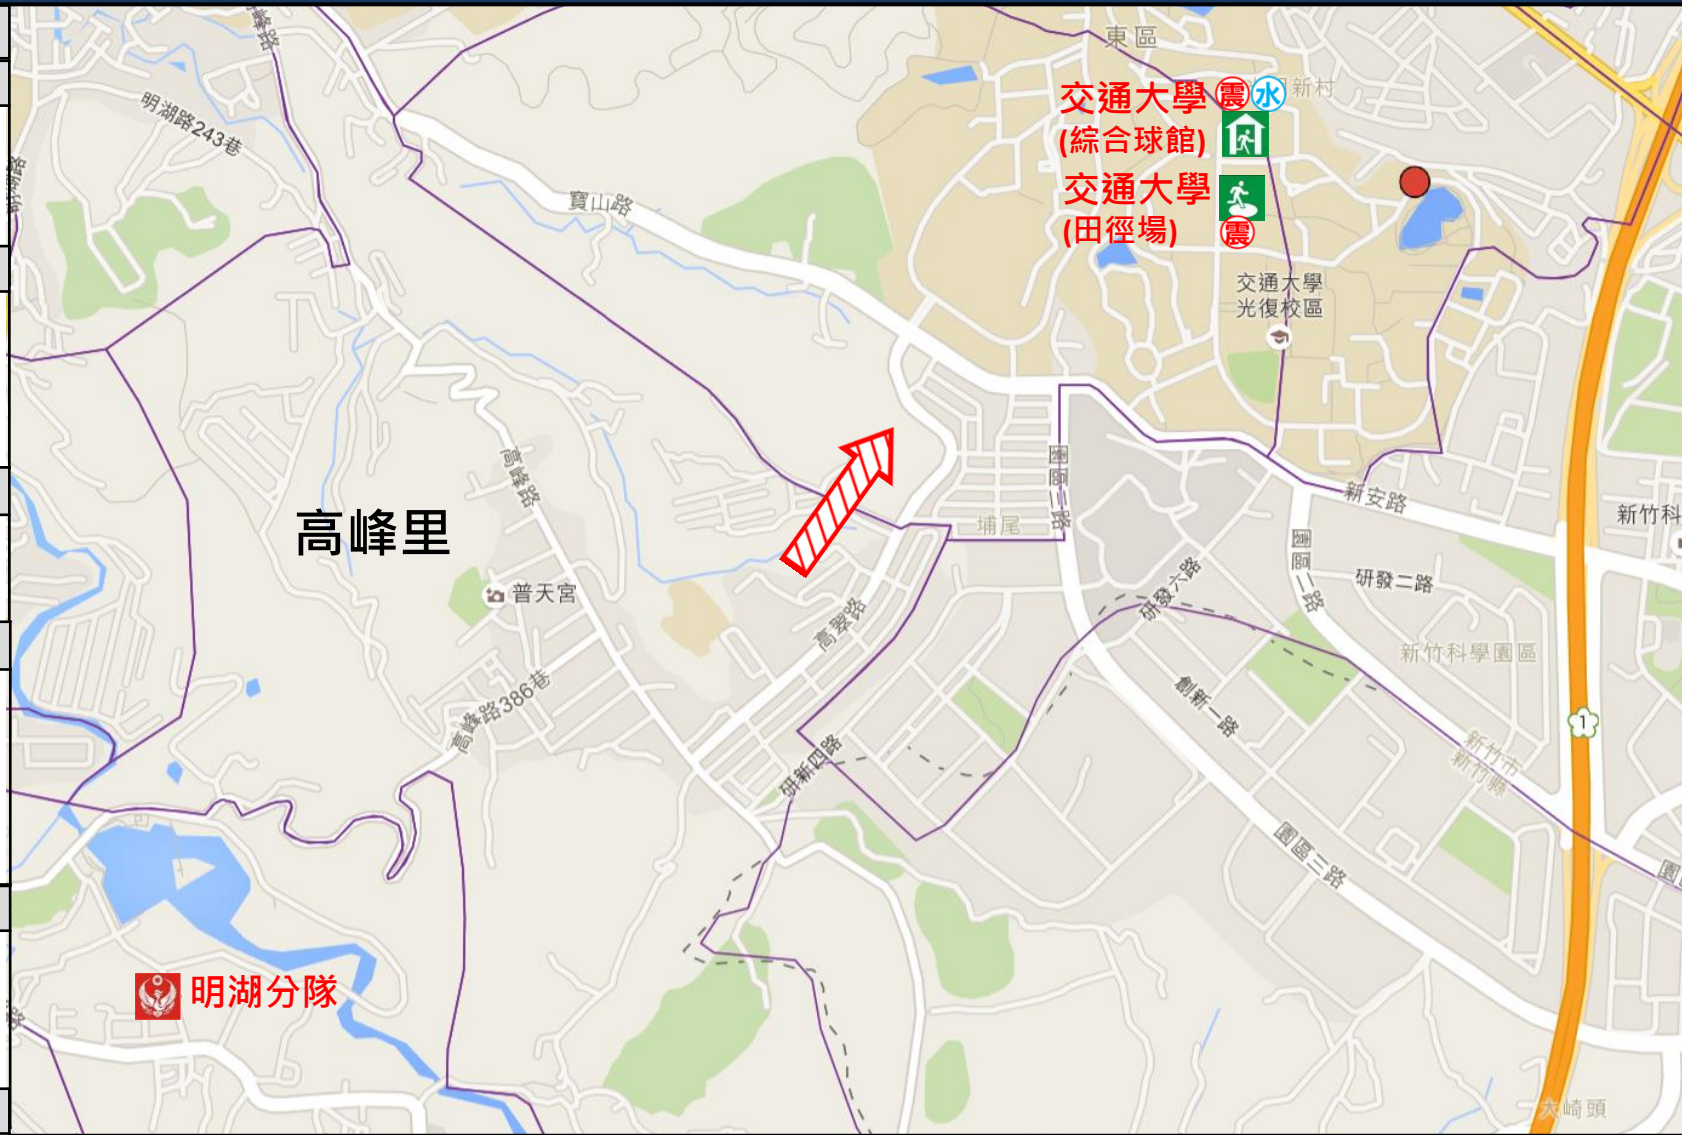 東區
交通大學 震 水
新村
(綜合球館)
交通大學
(田徑場) 震
明湖路243巷
寶山路
交通大學
光復校區
高峰路
園區三路
新安路
埔尾
新竹科
高峰里
園區二路
研發二路
研發六路
普天宮
高翠路
新竹科學園區
高峰路386巷
創新一路
研新四路
1
新竹市
新竹縣
園區三路
明湖分隊
大崎頭